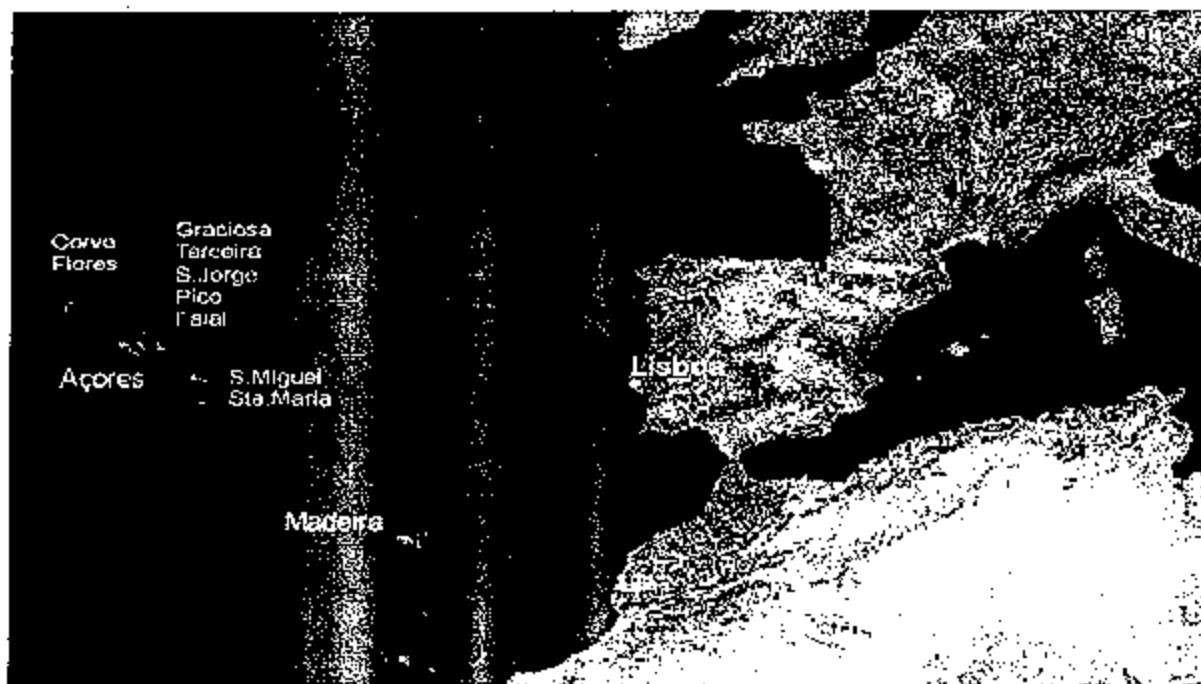 Corvo
Flores
Graciosa
Terceira
S.Jorge
Pico
Faial
Açores
S.Miguel
Sta.Maria
Lisboa
Madeira